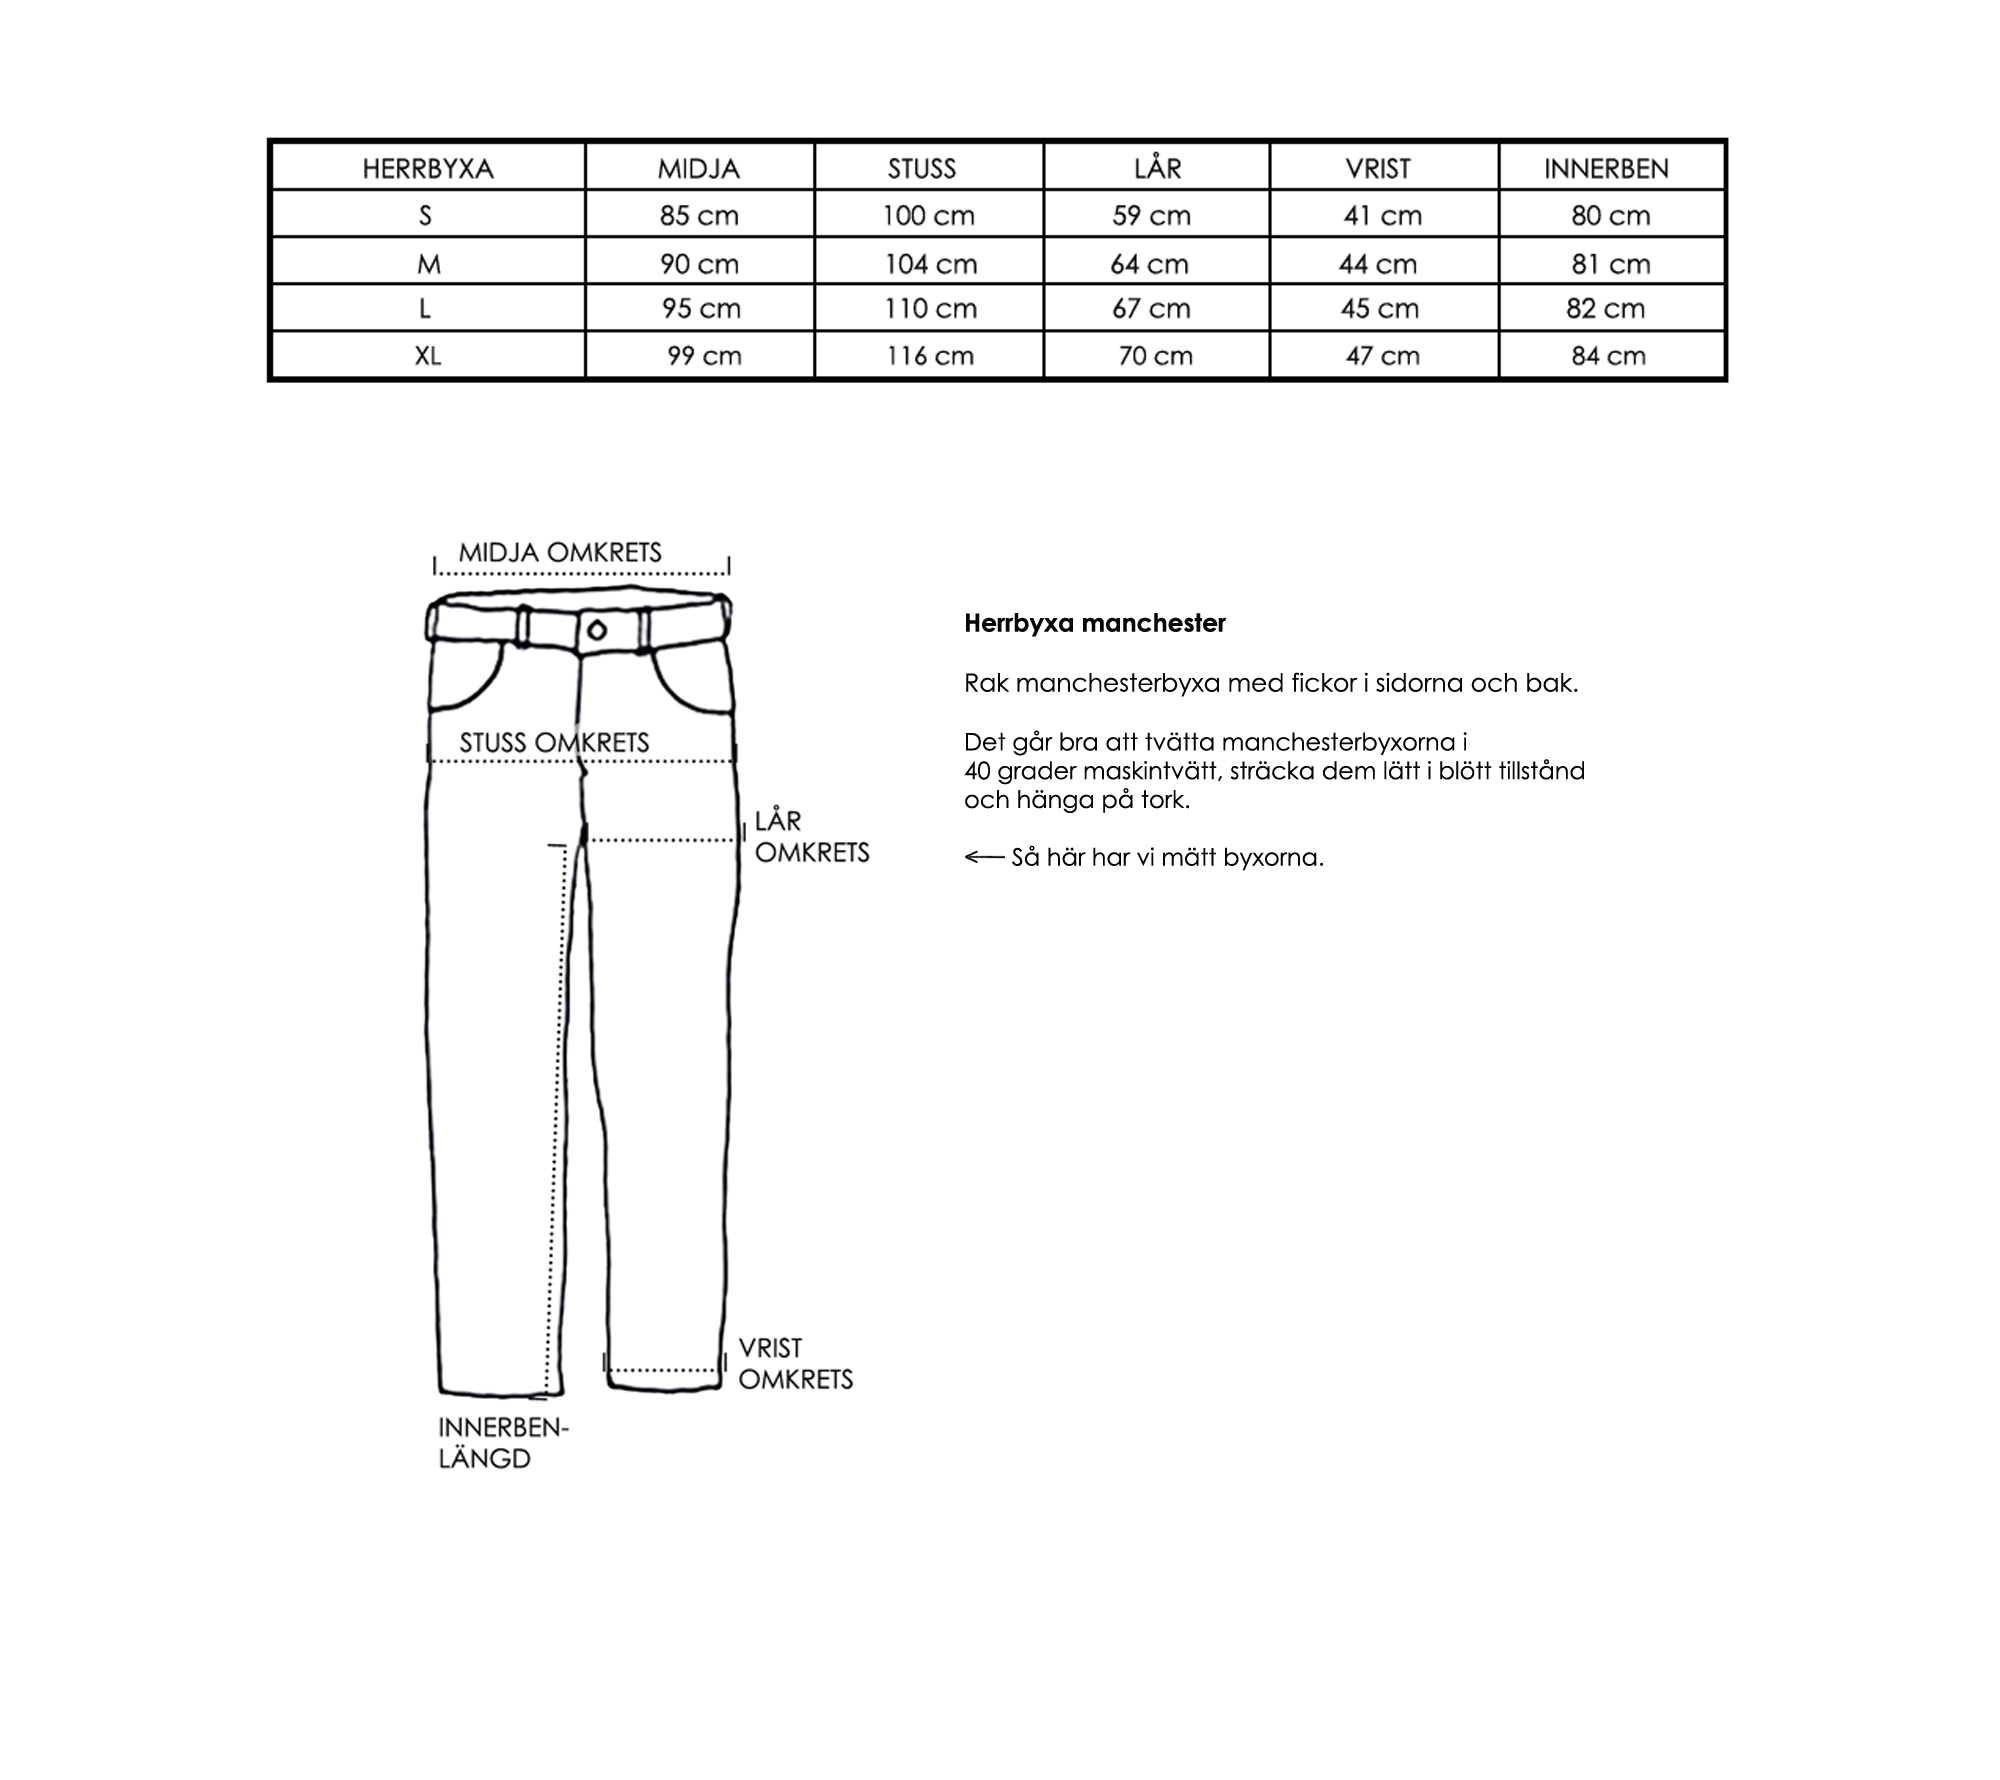 HERRBYXA MIDJA STUSS LÅR VRIST INNERBEN
S 85 cm 100 cm 59 cm 41 cm 80 cm
M 90 cm 104 cm 64 cm 44 cm 81 cm
L 95 cm 110 cm 67 cm 45 cm 82 cm
XL 99 cm 116 cm 70 cm 47 cm 84 cm
MIDJA OMKRETS
STUSS OMKRETS
LÅR
OMKRETS
VRIST
OMKRETS
INNERBEN-
LÄNGD
Herrbyxa manchester
Rak manchesterbyxa med fickor i sidorna och bak.
Det går bra att tvätta manchesterbyxorna i
40 grader maskintvätt, sträcka dem lätt i blött tillstånd
och hänga på tork.
← Så här har vi mätt byxorna.